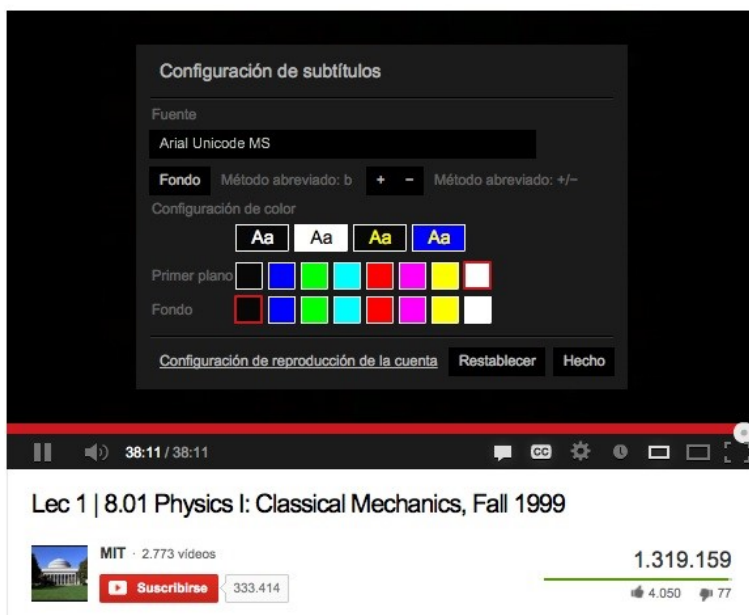 Configuración de subtítulos
Fuente
Arial Unicode MS
Fondo Método abreviado: b + − Método abreviado: +/−
Configuración de color
Aa Aa Aa Aa
Primer plano
Fondo
Configuración de reproducción de la cuenta Restablecer Hecho
38:11 / 38:11 CC
Lec 1 | 8.01 Physics I: Classical Mechanics, Fall 1999
MIT · 2.773 vídeos 1.319.159
Suscribirse 333.414 4.050 77